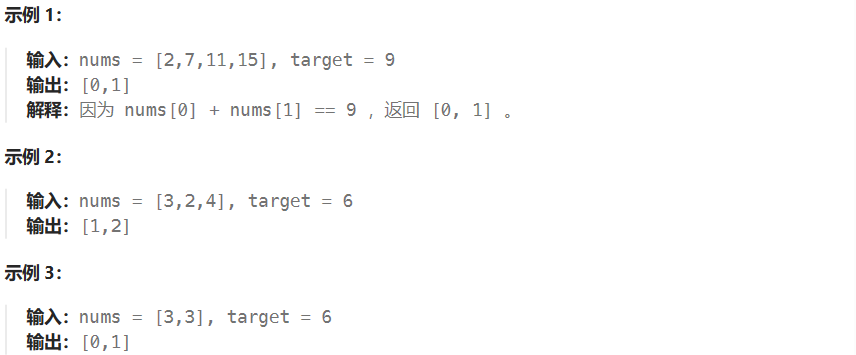 示例 1：
输入：nums = [2,7,11,15], target = 9
输出：[0,1]
解释：因为 nums[0] + nums[1] == 9 ，返回 [0, 1] 。
示例 2：
输入：nums = [3,2,4], target = 6
输出：[1,2]
示例 3：
输入：nums = [3,3], target = 6
输出：[0,1]